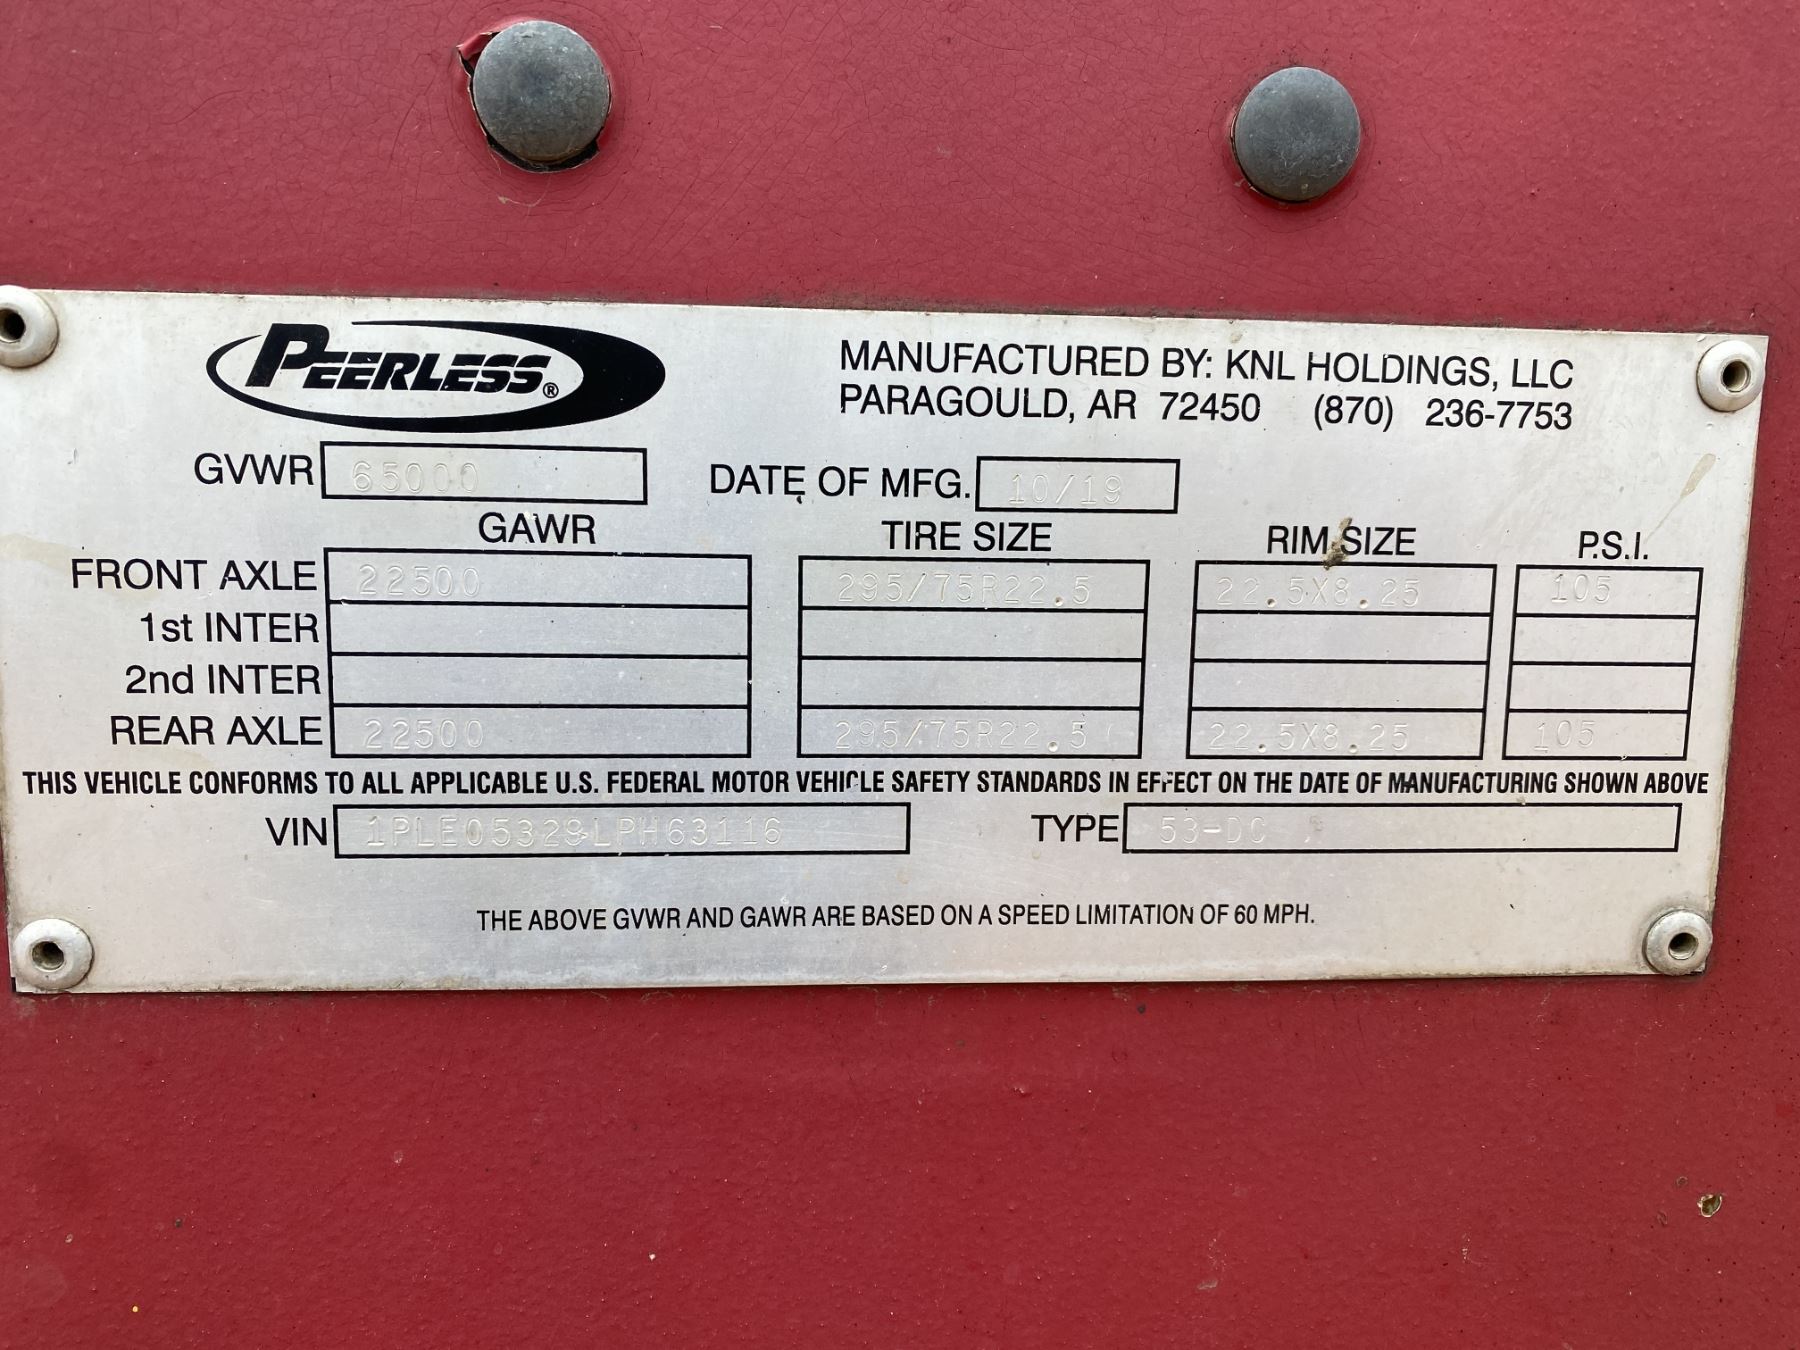 PEERLESS®
MANUFACTURED BY: KNL HOLDINGS, LLC
PARAGOULD, AR 72450 (870) 236-7753
GVWR 65000 DATE OF MFG. 10/19
GAWR TIRE SIZE RIM SIZE P.S.I.
FRONT AXLE 22500 295/75R22.5 22.5X8.25 105
1st INTER
2nd INTER
REAR AXLE 22500 295/75R22.5 22.5X8.25 105
THIS VEHICLE CONFORMS TO ALL APPLICABLE U.S. FEDERAL MOTOR VEHICLE SAFETY STANDARDS IN EFFECT ON THE DATE OF MANUFACTURING SHOWN ABOVE
VIN TYPE 53-DC
THE ABOVE GVWR AND GAWR ARE BASED ON A SPEED LIMITATION OF 60 MPH.